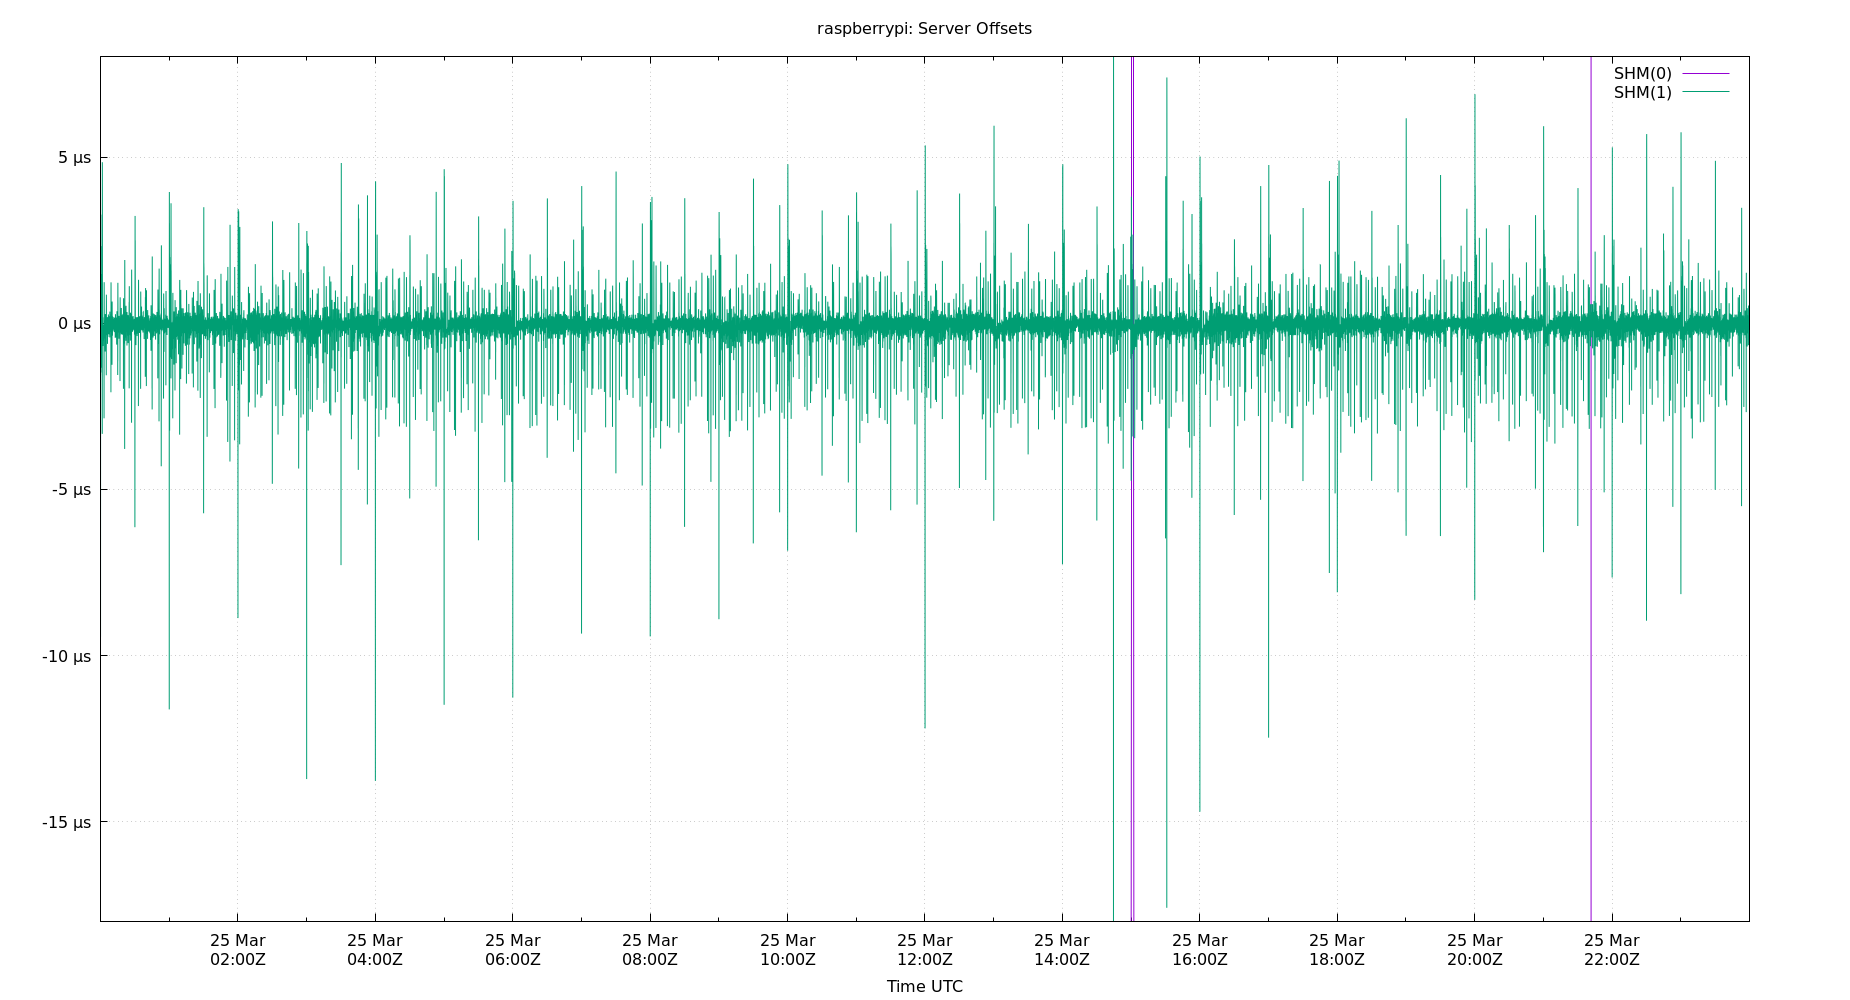 raspberrypi: Server Offsets
SHM(0)
SHM(1)
5 µs
0 µs
-5 µs
-10 µs
-15 µs
25 Mar 25 Mar 25 Mar 25 Mar 25 Mar 25 Mar 25 Mar 25 Mar 25 Mar 25 Mar 25 Mar
02:00Z 04:00Z 06:00Z 08:00Z 10:00Z 12:00Z 14:00Z 16:00Z 18:00Z 20:00Z 22:00Z
Time UTC